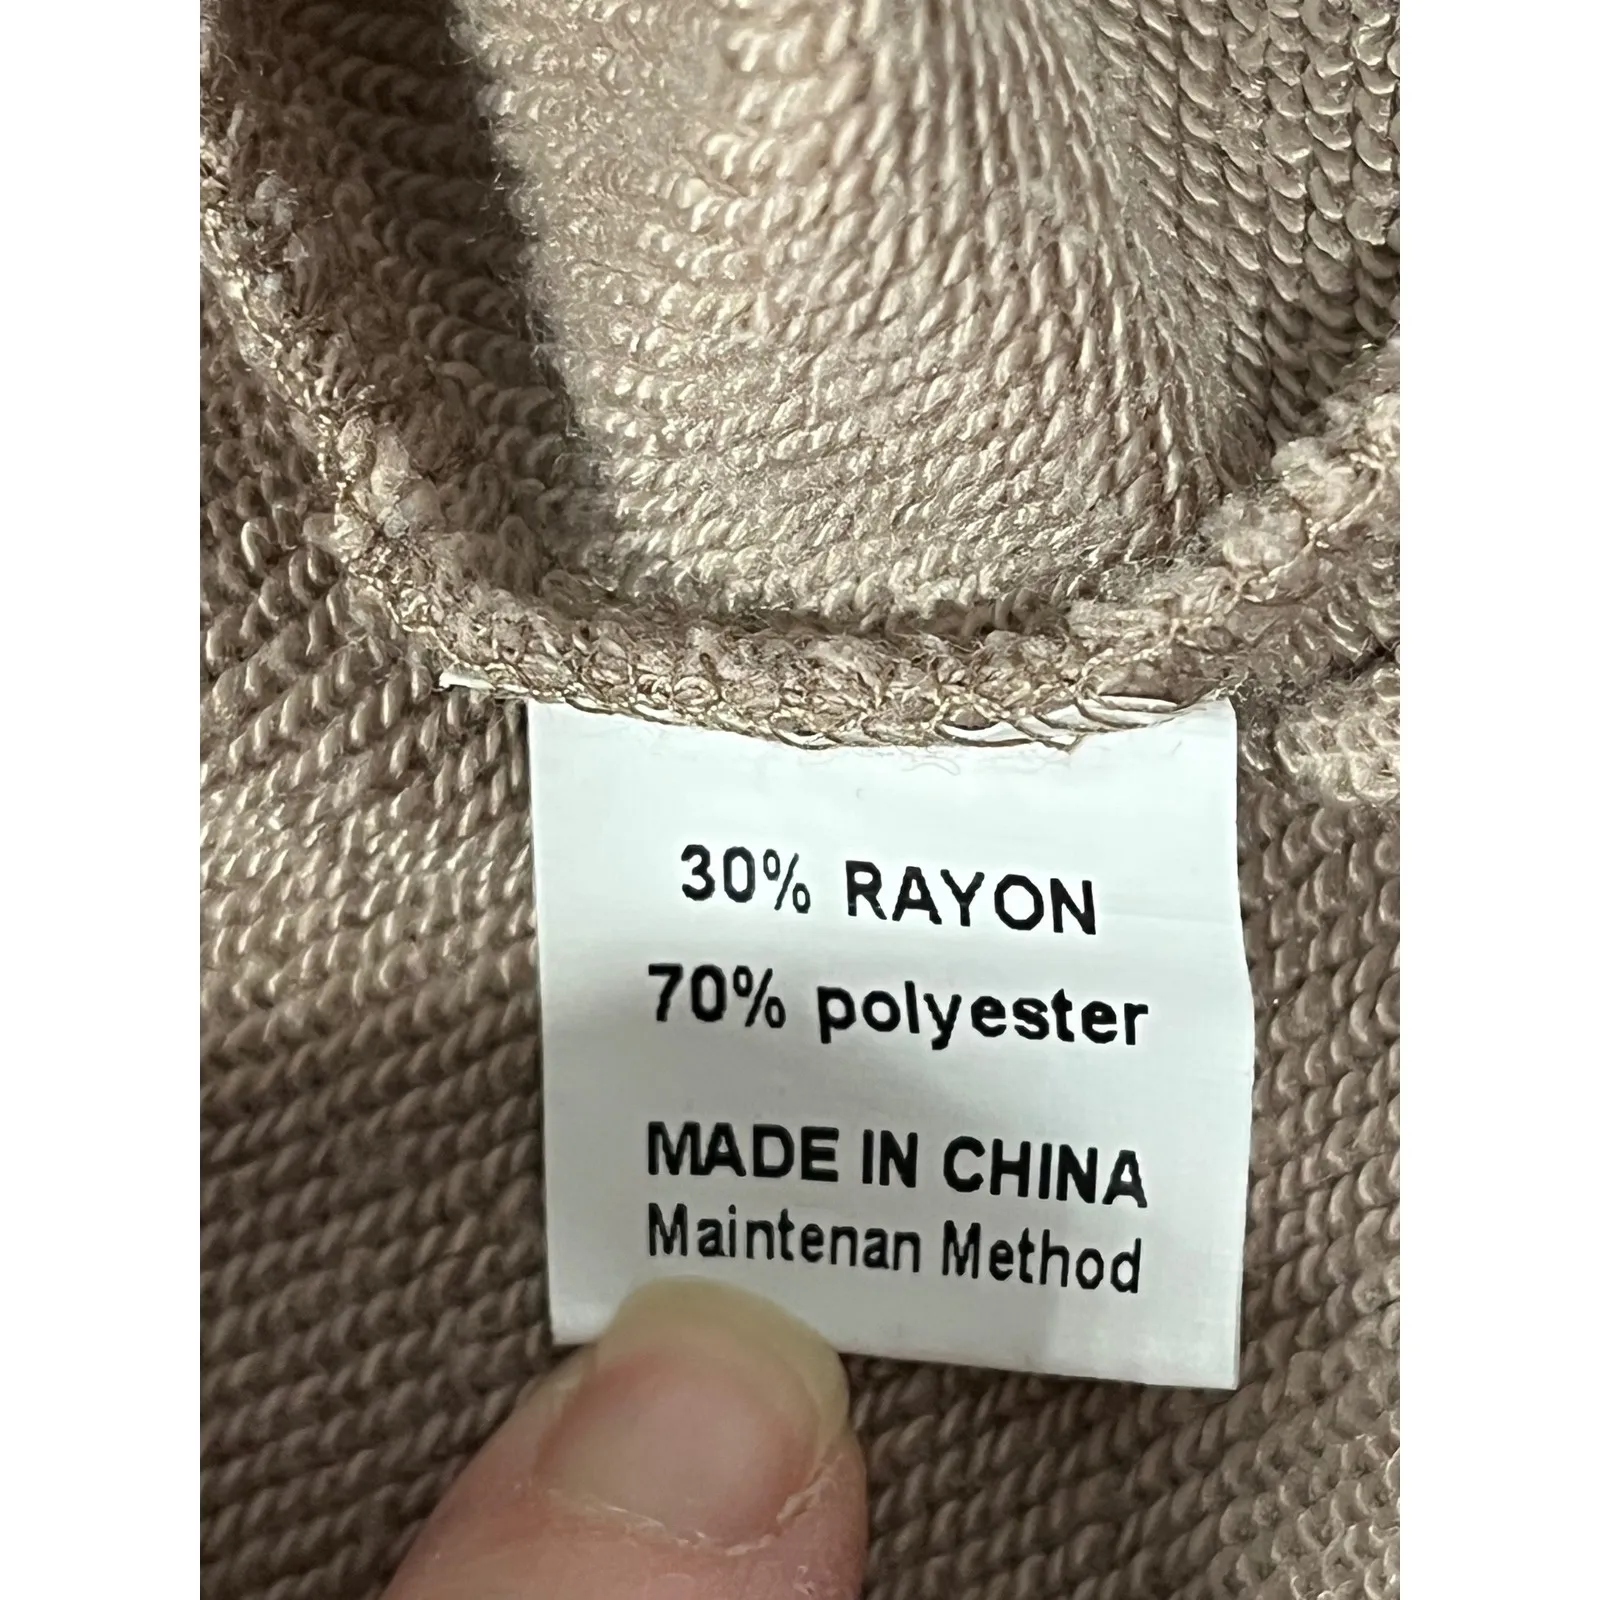 30% RAYON
70% polyester
MADE IN CHINA
Maintenan Method